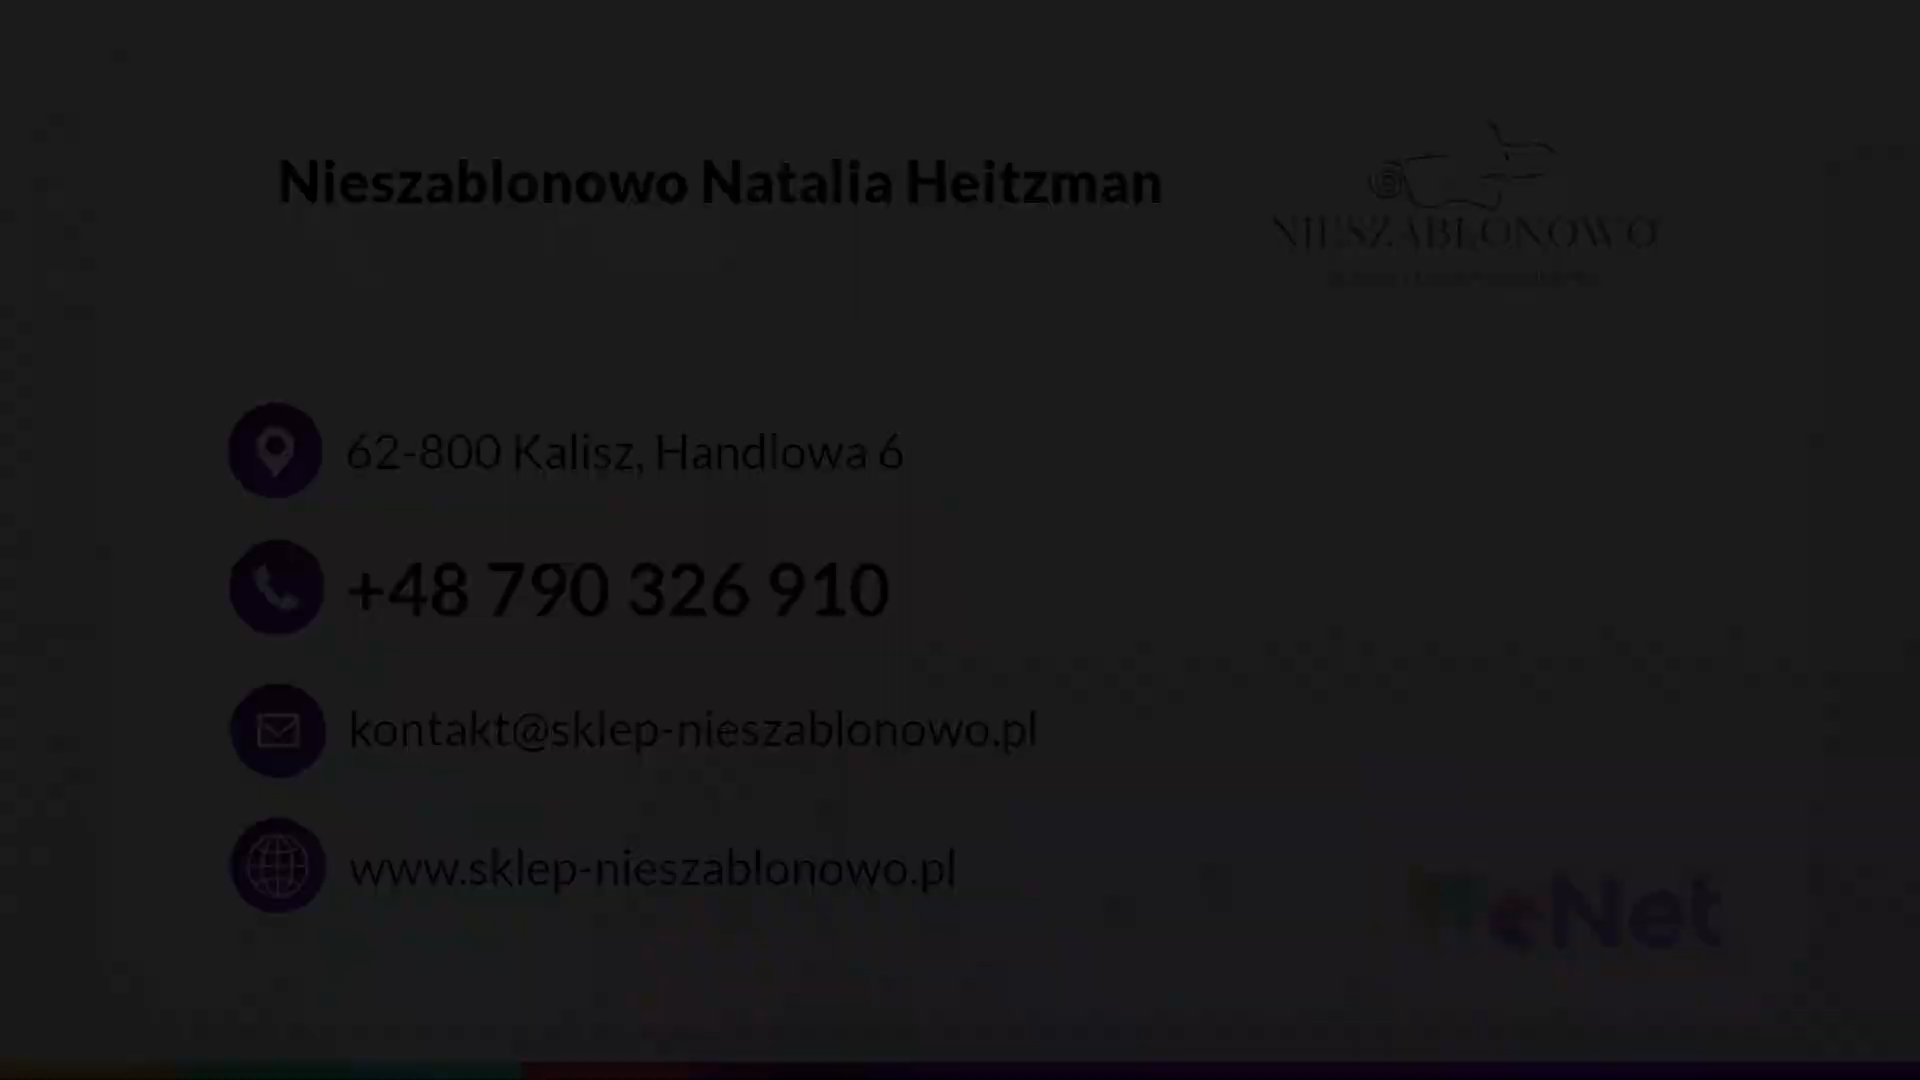 Nieszablonowo Natalia Heitzman
NIESZABLONOWO
62-800 Kalisz, Handlowa 6
+48 790 326 910
kontakt@sklep-nieszablonowo.pl
www.sklep-nieszablonowo.pl
WeNet